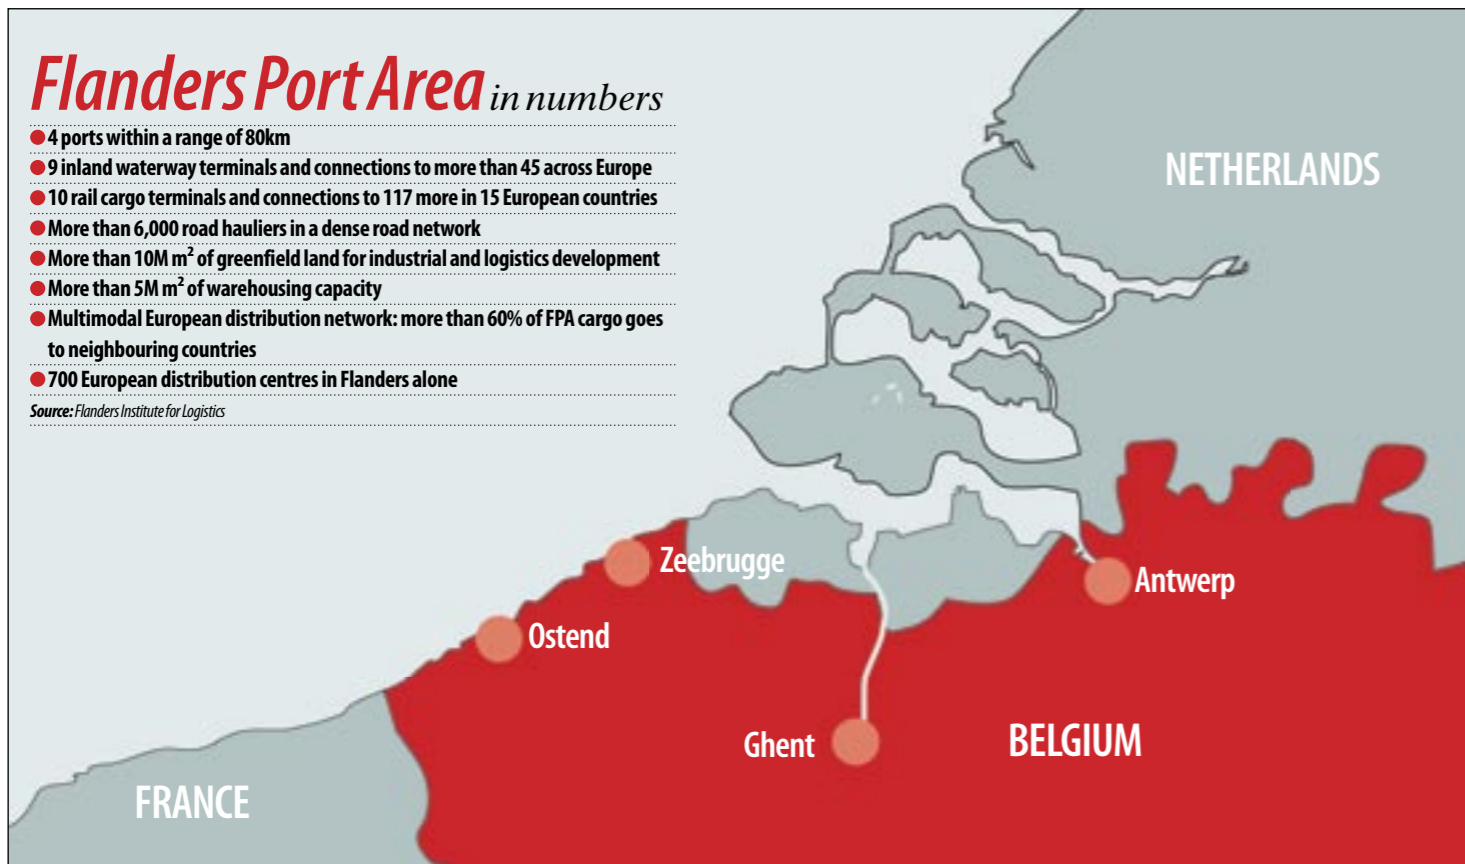 Flanders Port Area in numbers
● 4 ports within a range of 80km
● 9 inland waterway terminals and connections to more than 45 across Europe
● 10 rail cargo terminals and connections to 117 more in 15 European countries
● More than 6,000 road hauliers in a dense road network
● More than 10M m² of greenfield land for industrial and logistics development
● More than 5M m² of warehousing capacity
● Multimodal European distribution network: more than 60% of FPA cargo goes
to neighbouring countries
● 700 European distribution centres in Flanders alone
Source: Flanders Institute for Logistics
NETHERLANDS
Zeebrugge
Antwerp
Ostend
Ghent
BELGIUM
FRANCE